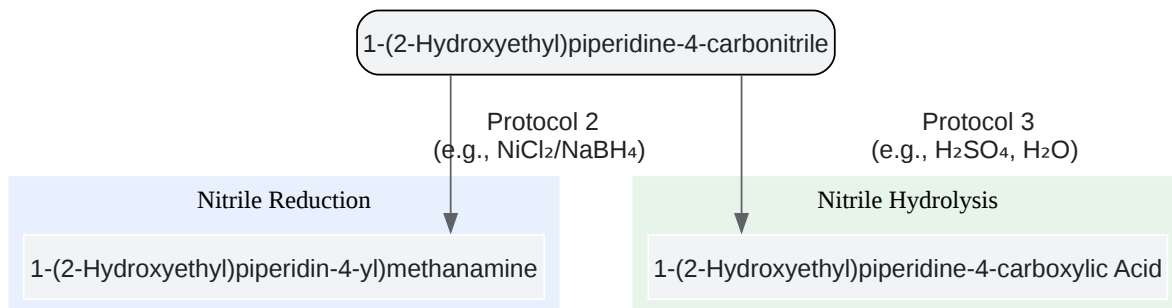 1-(2-Hydroxyethyl)piperidine-4-carbonitrile
Protocol 2
(e.g., NiCl₂/NaBH₄)
Protocol 3
(e.g., H₂SO₄, H₂O)
Nitrile Reduction
Nitrile Hydrolysis
1-(2-Hydroxyethyl)piperidin-4-yl)methanamine
1-(2-Hydroxyethyl)piperidine-4-carboxylic Acid